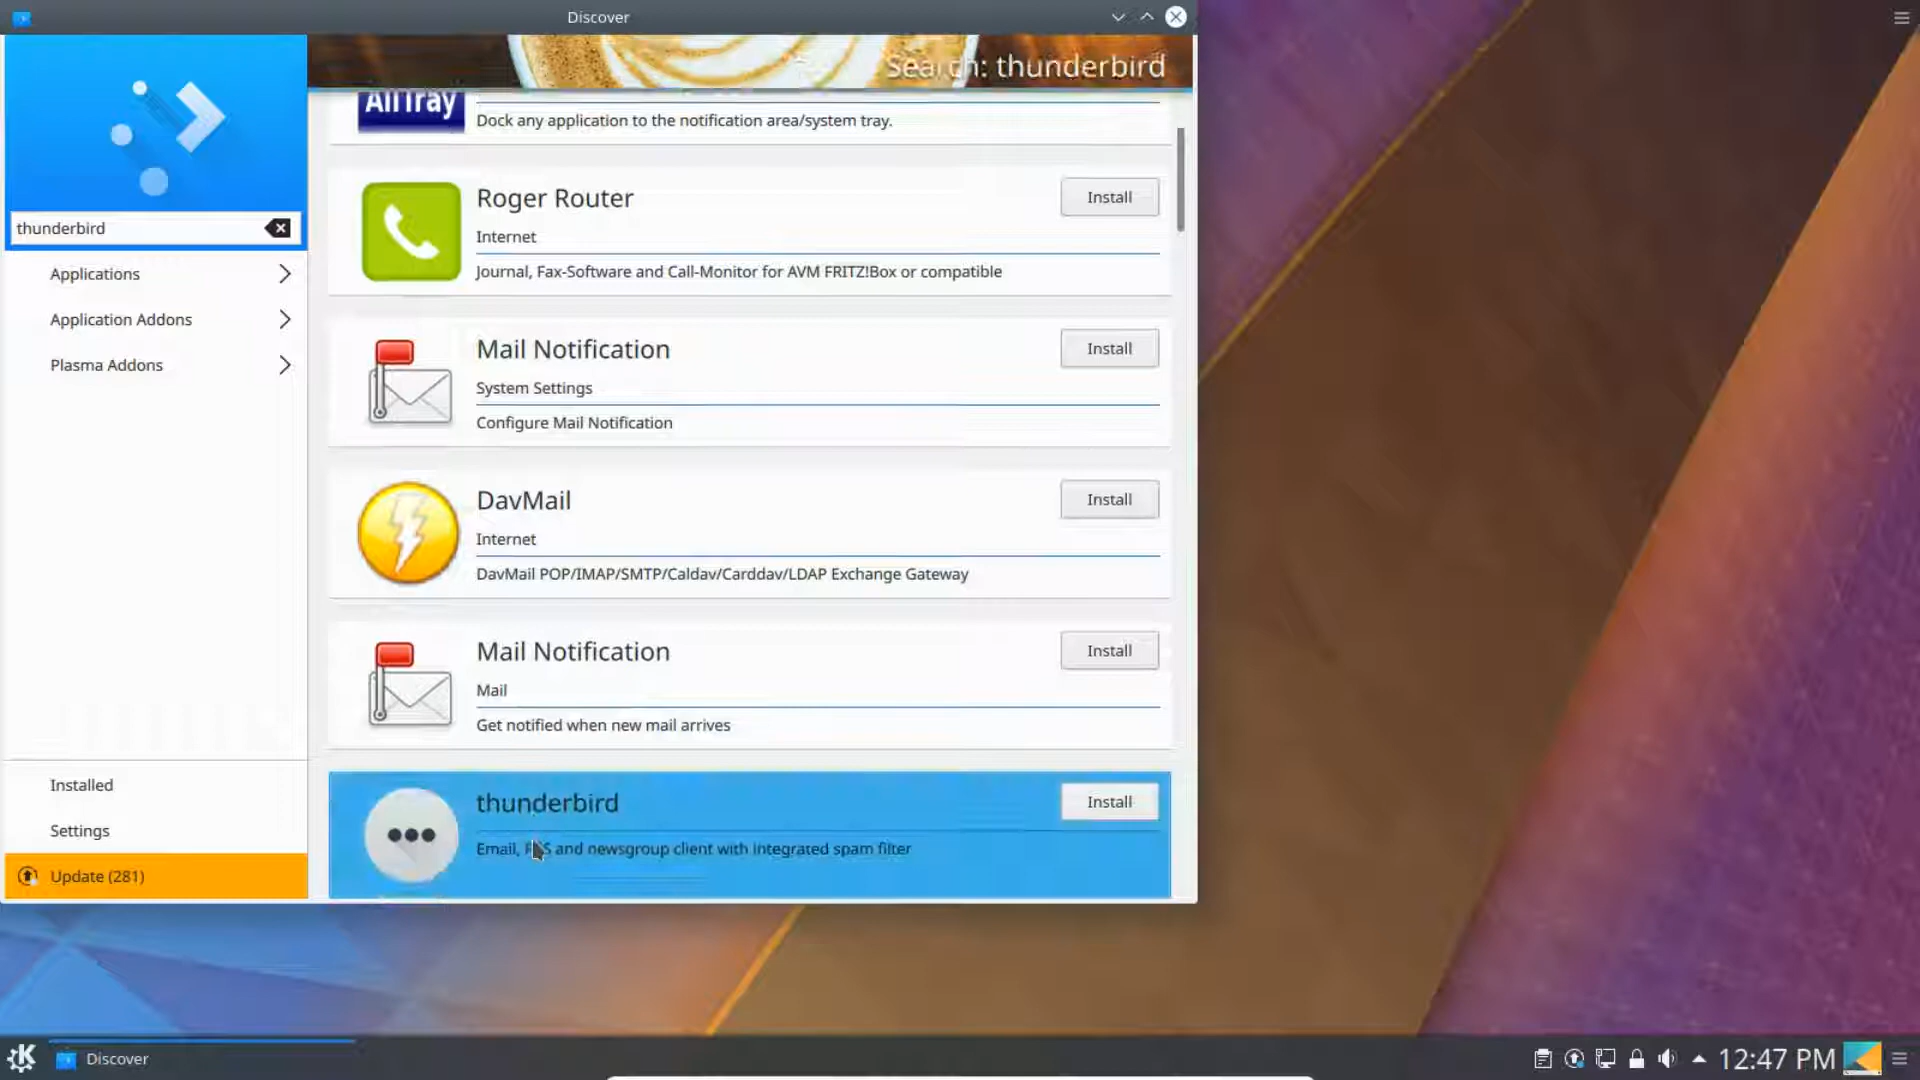 Discover
Search: thunderbird
thunderbird
Applications
Application Addons
Plasma Addons
Installed
Settings
Update (281)
AllTray
Dock any application to the notification area/system tray.
Roger Router
Install
Internet
Journal, Fax-Software and Call-Monitor for AVM FRITZ!Box or compatible
Mail Notification
Install
System Settings
Configure Mail Notification
DavMail
Install
Internet
DavMail POP/IMAP/SMTP/Caldav/Carddav/LDAP Exchange Gateway
Mail Notification
Install
Mail
Get notified when new mail arrives
thunderbird
Install
Email, RSS and newsgroup client with integrated spam filter
Discover
12:47 PM